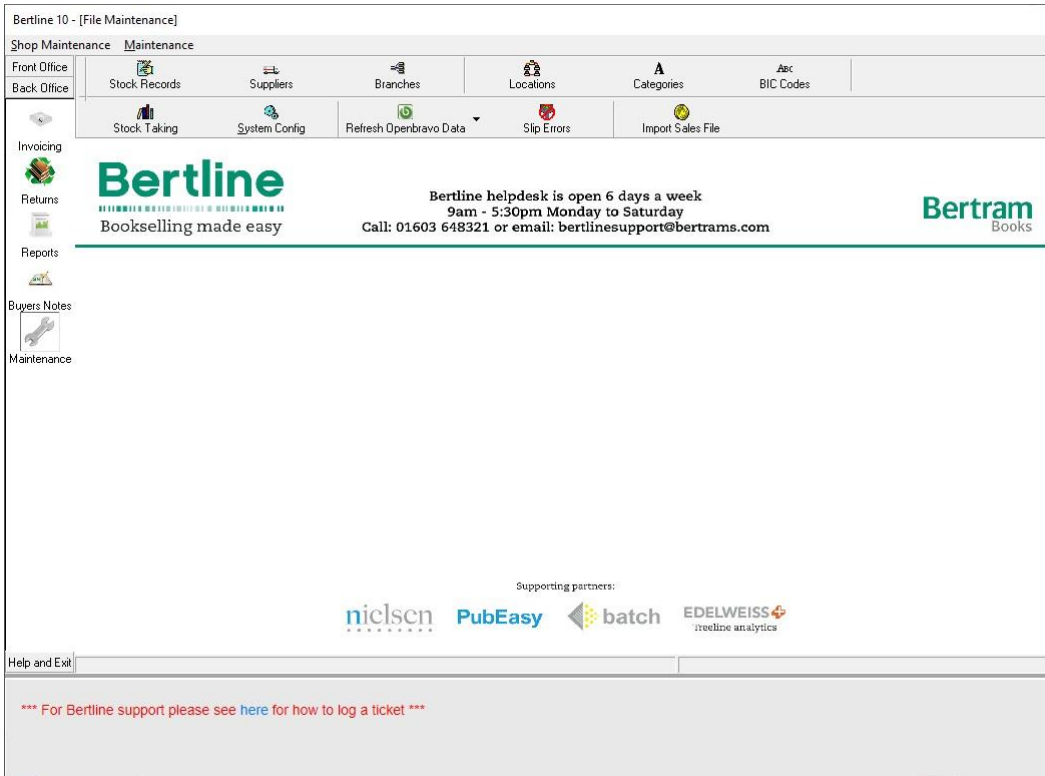 Bertline 10 - [File Maintenance]
Shop Maintenance Maintenance
Front Office
Back Office
Stock Records Suppliers Branches Locations Categories BIC Codes
A
ABC
Stock Taking System Config Refresh Openbravo Data Slip Errors Import Sales File
Invoicing
Returns
Reports
Buyers Notes
Maintenance
Bertline
Bookselling made easy
Bertline helpdesk is open 6 days a week
9am - 5:30pm Monday to Saturday
Call: 01603 648321 or email: bertlinesupport@bertrams.com
Bertram
Books
Supporting partners:
nielsen PubEasy batch EDELWEISS
Treeline analytics
Help and Exit
*** For Bertline support please see here for how to log a ticket ***